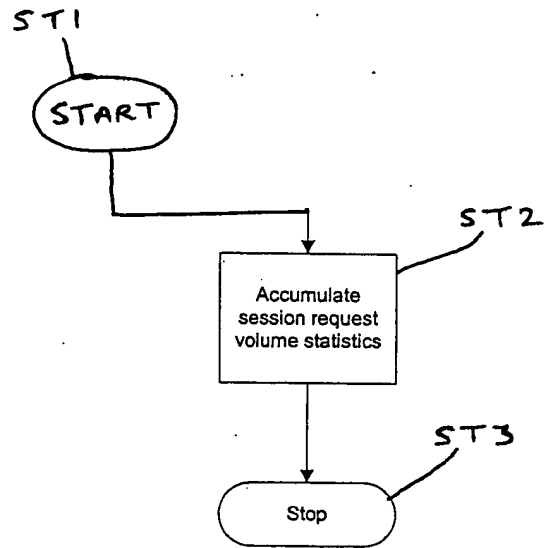 ST1
START
ST2
Accumulate
session request
volume statistics
ST3
Stop